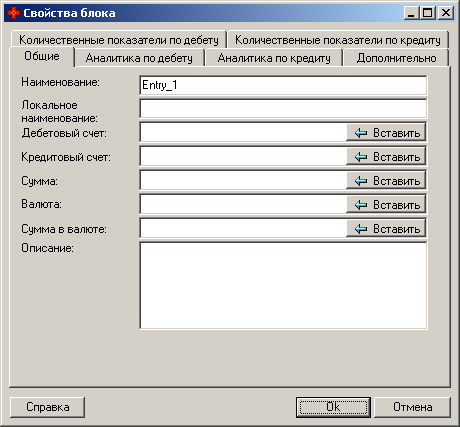 Свойства блока
Количественные показатели по дебету
Количественные показатели по кредиту
Общие
Аналитика по дебету
Аналитика по кредиту
Дополнительно
Наименование:
Entry_1
Локальное
наименование:
Дебетовый счет:
Вставить
Кредитовый счет:
Вставить
Сумма:
Вставить
Валюта:
Вставить
Сумма в валюте:
Вставить
Описание:
Справка
Ok
Отмена